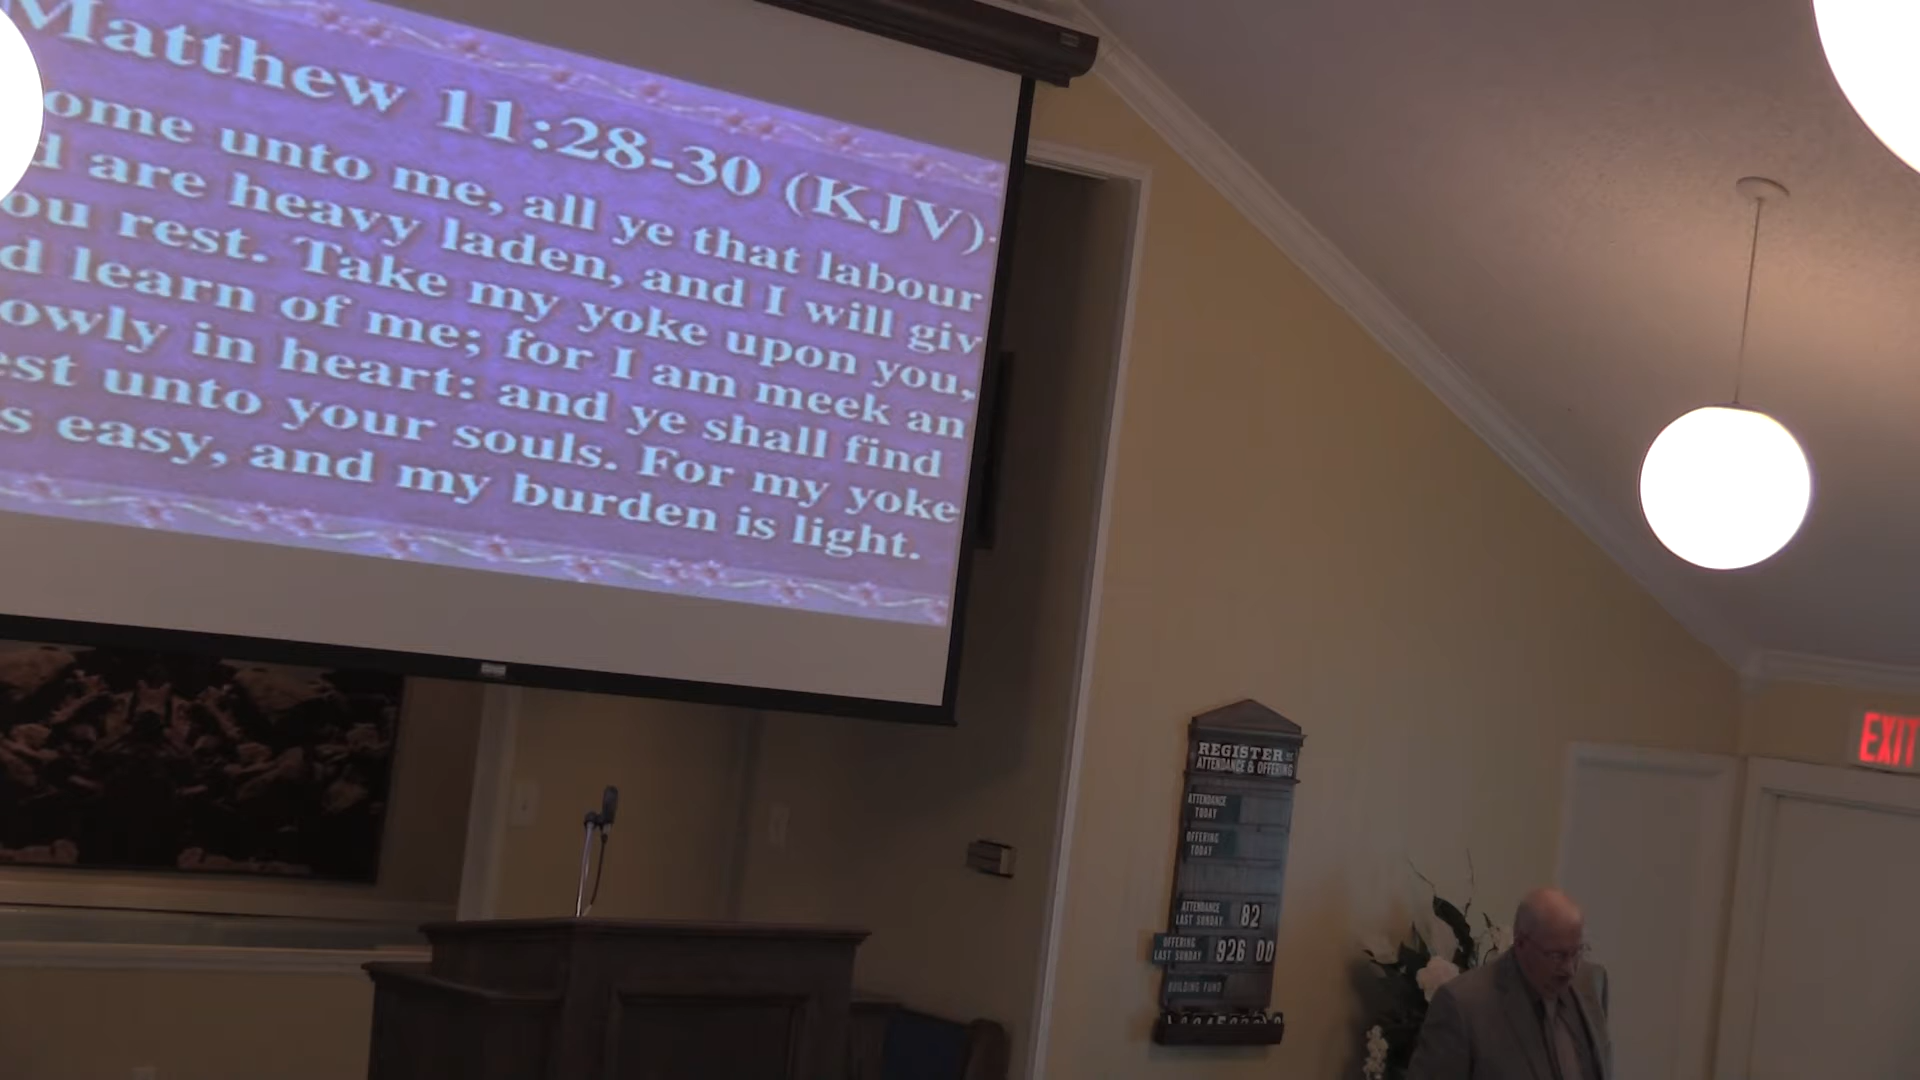 Matthew 11:28-30 (KJV)-
ome unto me, all ye that labour
d are heavy laden, and I will giv
ou rest. Take my yoke upon you,
d learn of me; for I am meek an
owly in heart: and ye shall find
est unto your souls. For my yoke
s easy, and my burden is light.
REGISTER OF
ATTENDANCE & OFFERING
ATTENDANCE
TODAY
OFFERING
TODAY
ATTENDANCE
LAST SUNDAY 82
OFFERING
LAST SUNDAY 926 00
BUILDING FUND
EXIT